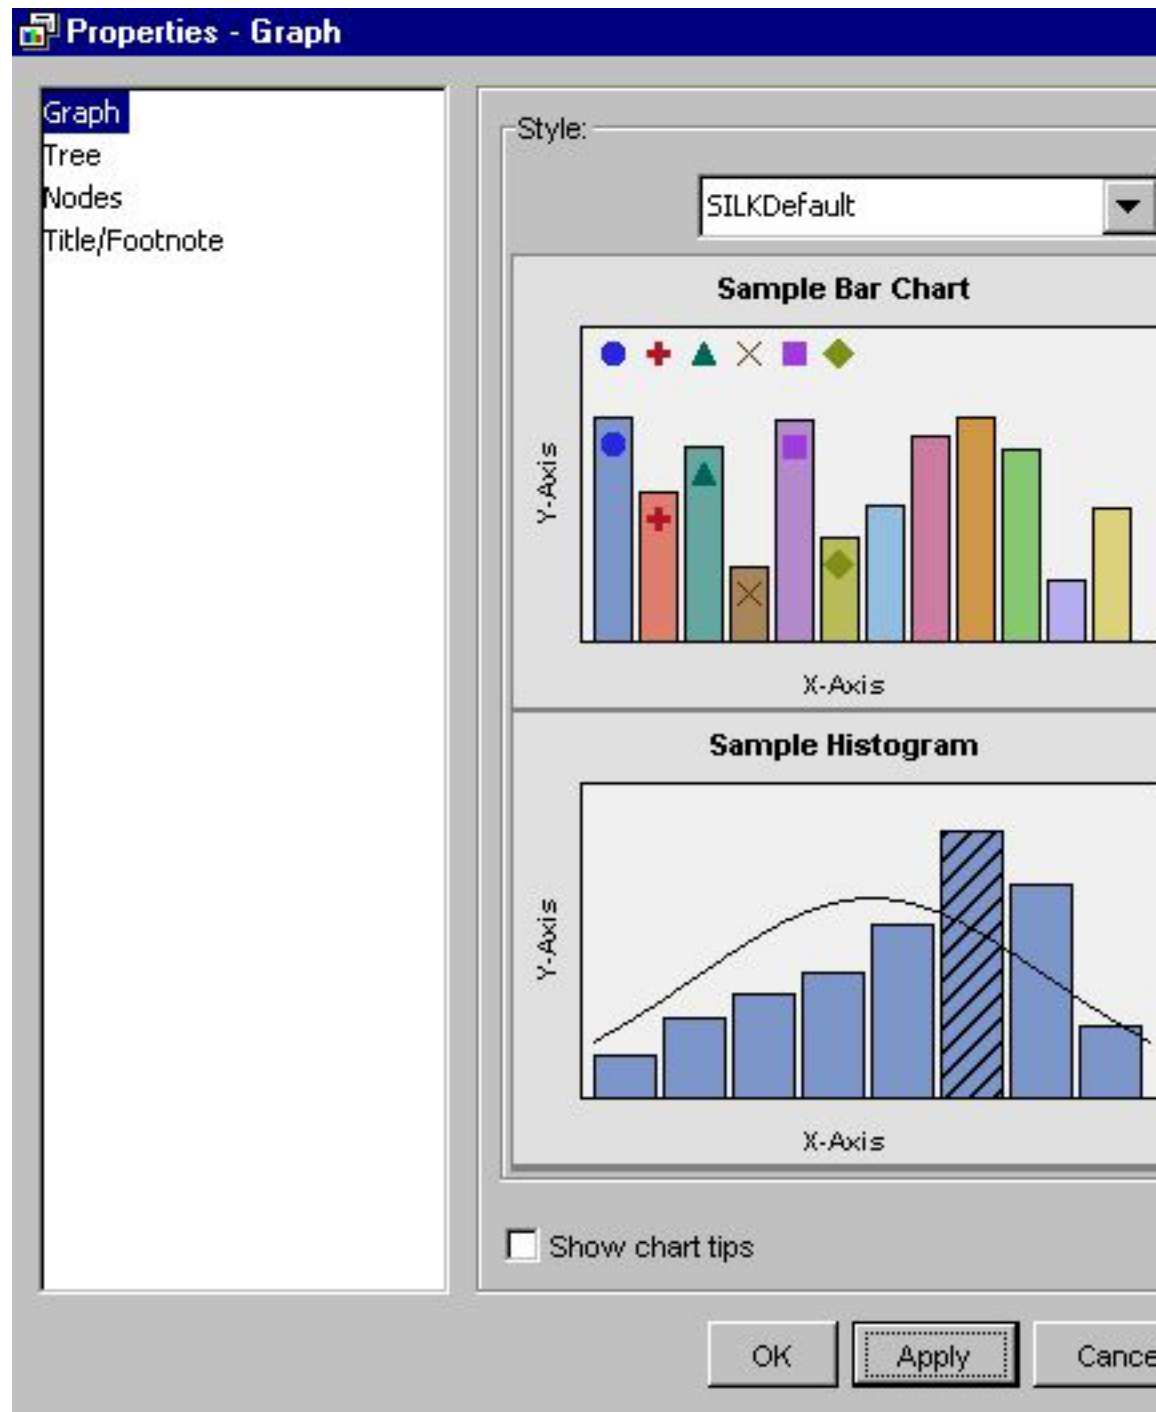 Properties - Graph
Graph
Tree
Nodes
Title/Footnote
Style:
SILKDefault
Sample Bar Chart
Y-Axis
X-Axis
Sample Histogram
Y-Axis
X-Axis
Show chart tips
OK
Apply
Cance